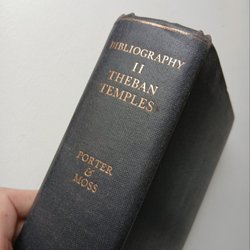 BIBLIOGRAPHY
II
THEBAN
TEMPLES
PORTER
&
MOSS